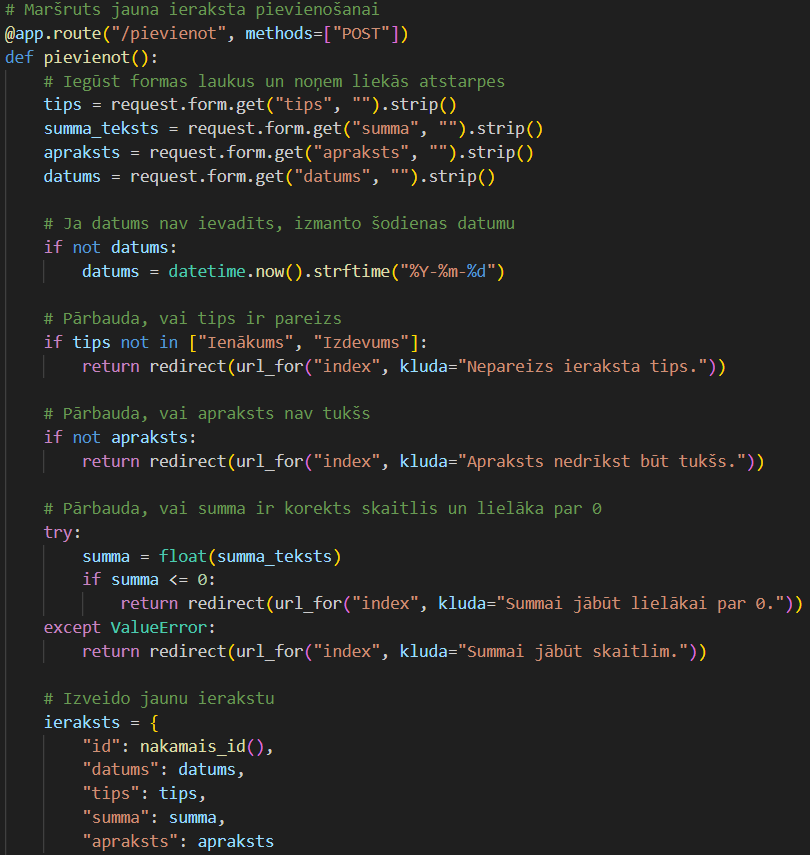 # Maršruts jauna ieraksta pievienošanai
@app.route("/pievienot", methods=["POST"])
def pievienot():
    # Iegūst formas laukus un noņem liekās atstarpes
    tips = request.form.get("tips", "").strip()
    summa_teksts = request.form.get("summa", "").strip()
    apraksts = request.form.get("apraksts", "").strip()
    datums = request.form.get("datums", "").strip()

    # Ja datums nav ievadīts, izmanto šodienas datumu
    if not datums:
        datums = datetime.now().strftime("%Y-%m-%d")

    # Pārbauda, vai tips ir pareizs
    if tips not in ["Ienākums", "Izdevums"]:
        return redirect(url_for("index", kluda="Nepareizs ieraksta tips."))

    # Pārbauda, vai apraksts nav tukšs
    if not apraksts:
        return redirect(url_for("index", kluda="Apraksts nedrīkst būt tukšs."))

    # Pārbauda, vai summa ir korekts skaitlis un lielāka par 0
    try:
        summa = float(summa_teksts)
        if summa <= 0:
            return redirect(url_for("index", kluda="Summai jābūt lielākai par 0."))
    except ValueError:
        return redirect(url_for("index", kluda="Summai jābūt skaitlim."))

    # Izveido jaunu ierakstu
    ieraksts = {
        "id": nakamais_id(),
        "datums": datums,
        "tips": tips,
        "summa": summa,
        "apraksts": apraksts